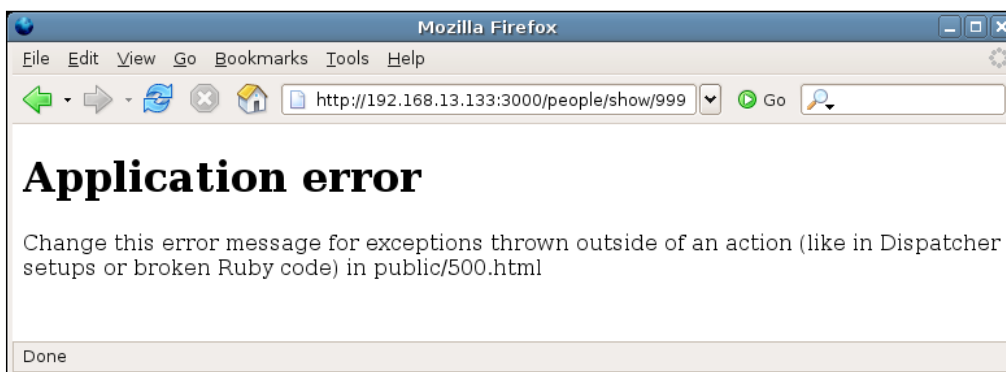 Mozilla Firefox
File Edit View Go Bookmarks Tools Help
http://192.168.13.133:3000/people/show/999 Go
Application error
Change this error message for exceptions thrown outside of an action (like in Dispatcher
setups or broken Ruby code) in public/500.html
Done